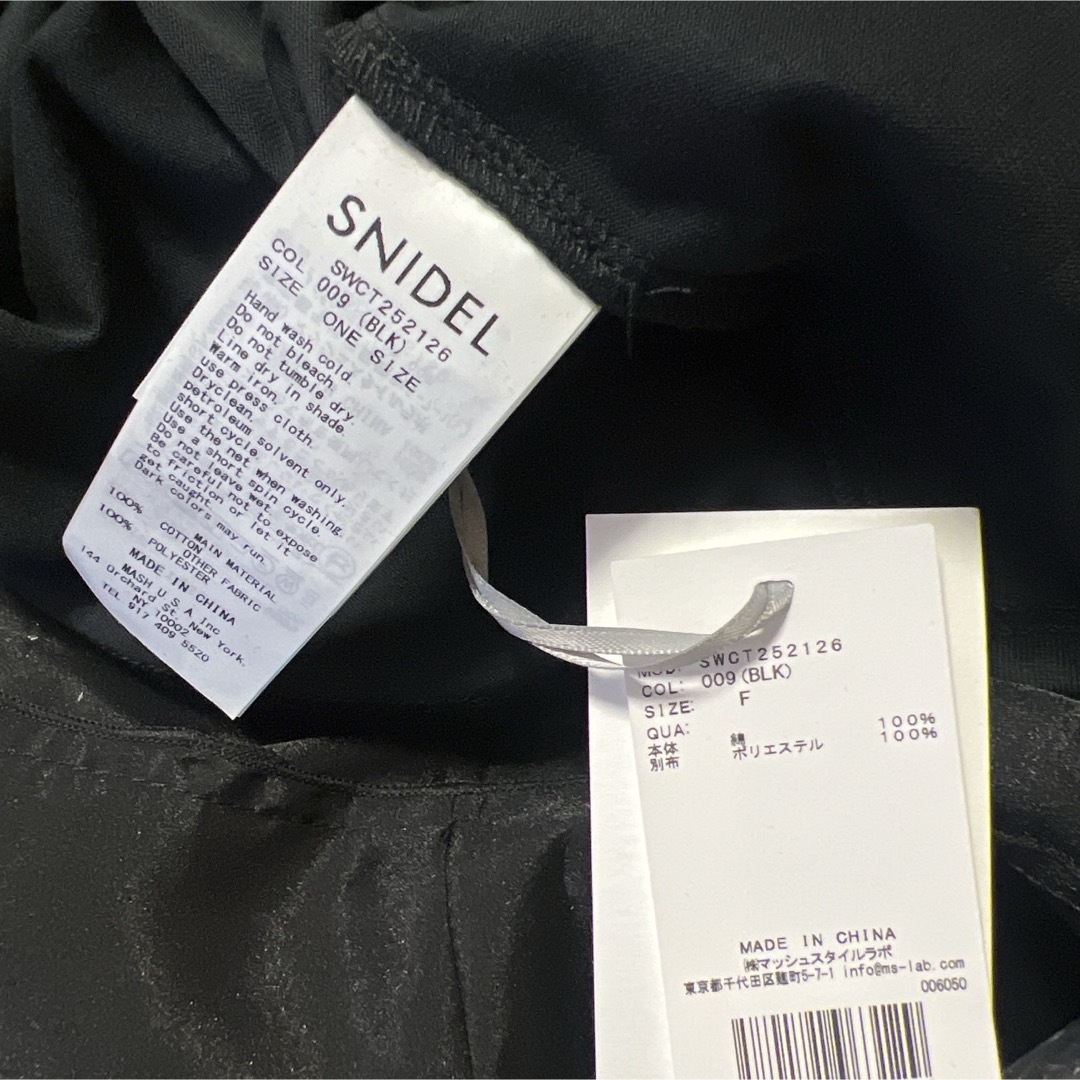 SNIDEL
SWCT252126
COL 009 (BLK)
SIZE ONE SIZE
Hand wash cold.
Do not bleach.
Do not tumble dry.
Line dry in shade.
Warm iron.
use press cloth.
Dryclean.
petroleum solvent only.
short cycle.
Use the net when washing.
Use a short spin cycle.
Do not leave wet.
Be careful not to expose
to friction or let it
get caught.
Dark colors may run.
MAIN MATERIAL
100% COTTON
OTHER FABRIC
100% POLYESTER
MADE IN CHINA
MASH U.S.A Inc
144 Orchard St. New York.
NY 10002
TEL 917 409 5520
MOD: SWCT252126
COL: 009(BLK)
SIZE: F
QUA:
本体 綿 100%
別布 ポリエステル 100%
MADE IN CHINA
㈱マッシュスタイルラボ
東京都千代田区麹町5-7-1 info@ms-lab.com
006050